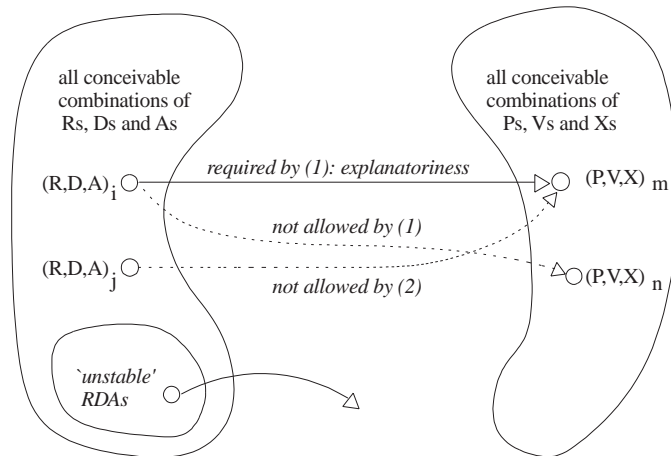 all conceivable
combinations of
Rs, Ds and As
all conceivable
combinations of
Ps, Vs and Xs
(R,D,A) i
required by (1): explanatoriness
(P,V,X) m
not allowed by (1)
(R,D,A) j
not allowed by (2)
(P,V,X) n
`unstable'
RDAs